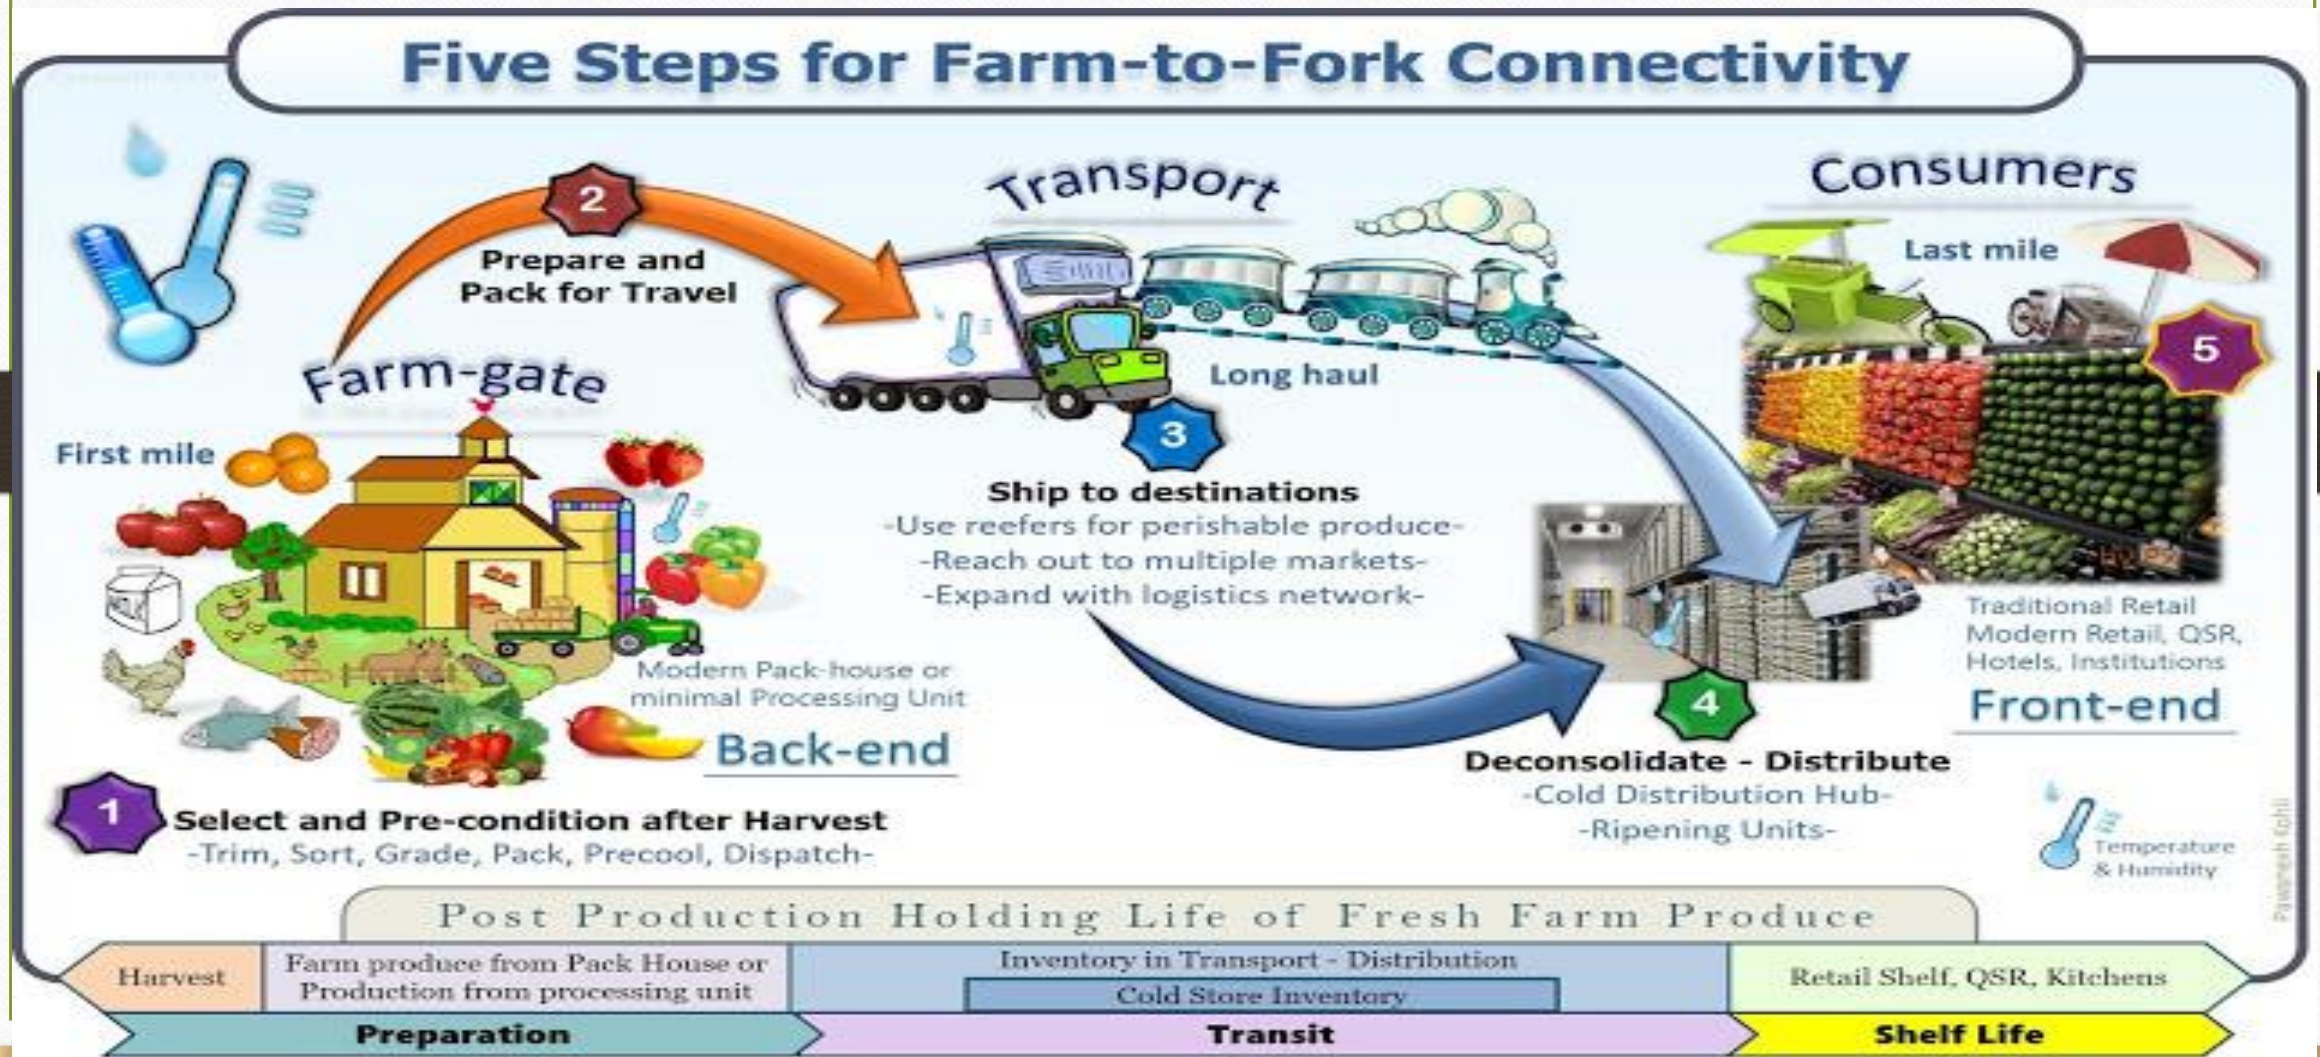 Five Steps for Farm-to-Fork Connectivity
2
Prepare and
Pack for Travel
Transport
Long haul
Consumers
Last mile
5
Farm-gate
First mile
3
Ship to destinations
-Use reefers for perishable produce-
-Reach out to multiple markets-
-Expand with logistics network-
Modern Pack-house or
minimal Processing Unit
Back-end
1
Select and Pre-condition after Harvest
-Trim, Sort, Grade, Pack, Precool, Dispatch-
Traditional Retail
Modern Retail, QSR,
Hotels, Institutions
Front-end
4
Deconsolidate - Distribute
-Cold Distribution Hub-
-Ripening Units-
Temperature
& Humidity
Pawanesh Kohli
Post Production Holding Life of Fresh Farm Produce
Harvest
Farm produce from Pack House or
Production from processing unit
Inventory in Transport - Distribution
Cold Store Inventory
Retail Shelf, QSR, Kitchens
Preparation
Transit
Shelf Life